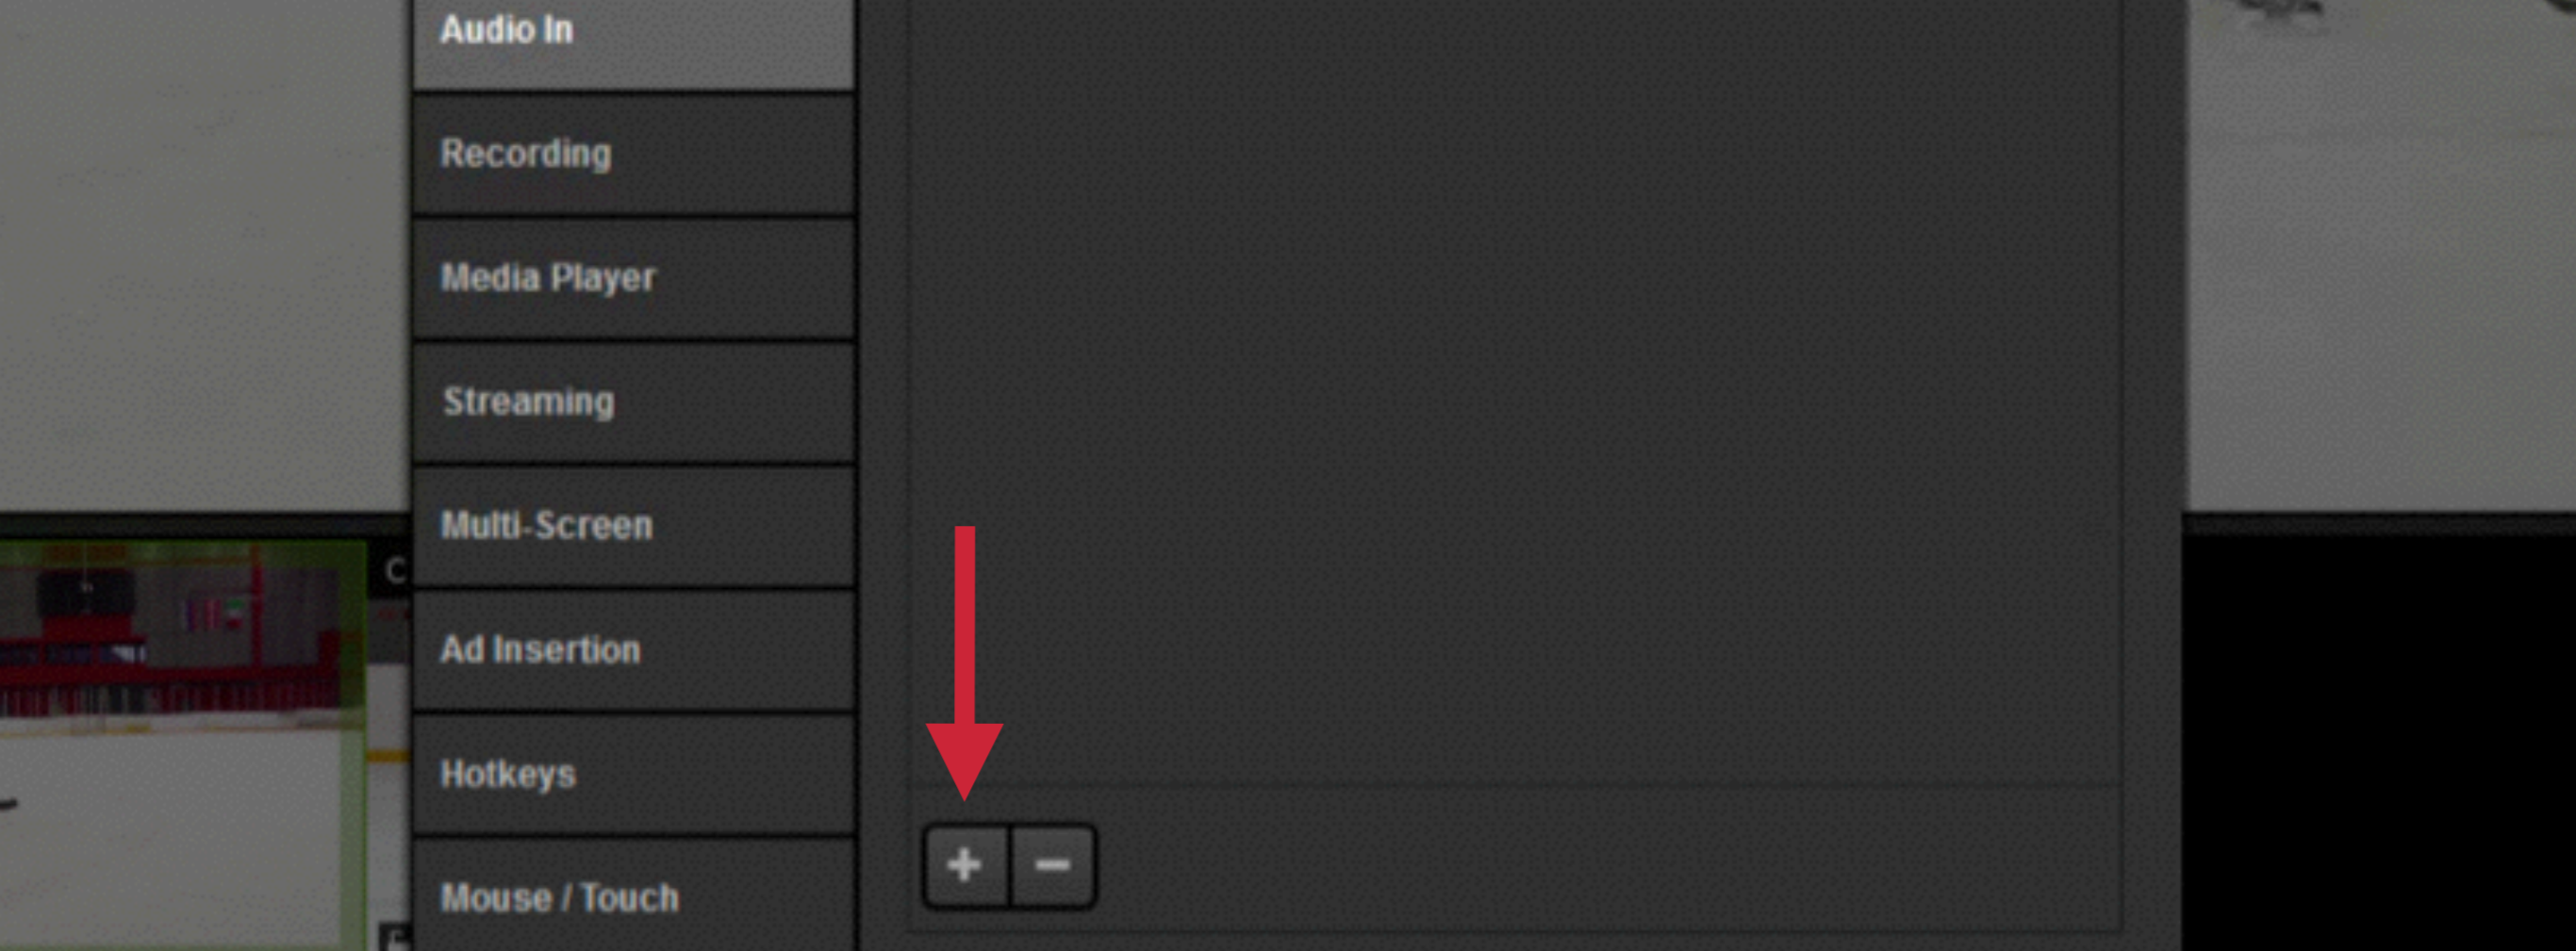 Audio In
Recording
Media Player
Streaming
Multi-Screen
C
Ad Insertion
Hotkeys
+ −
Mouse / Touch